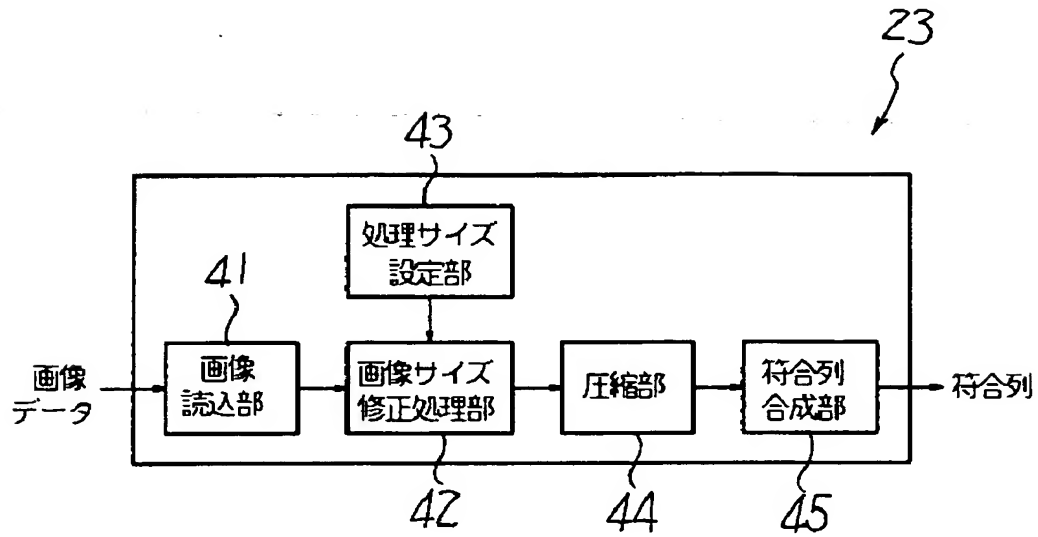 23
43
処理サイズ
設定部
41
画像
データ
画像
読込部
画像サイズ
修正処理部
圧縮部
符合列
合成部
符合列
42
44
45